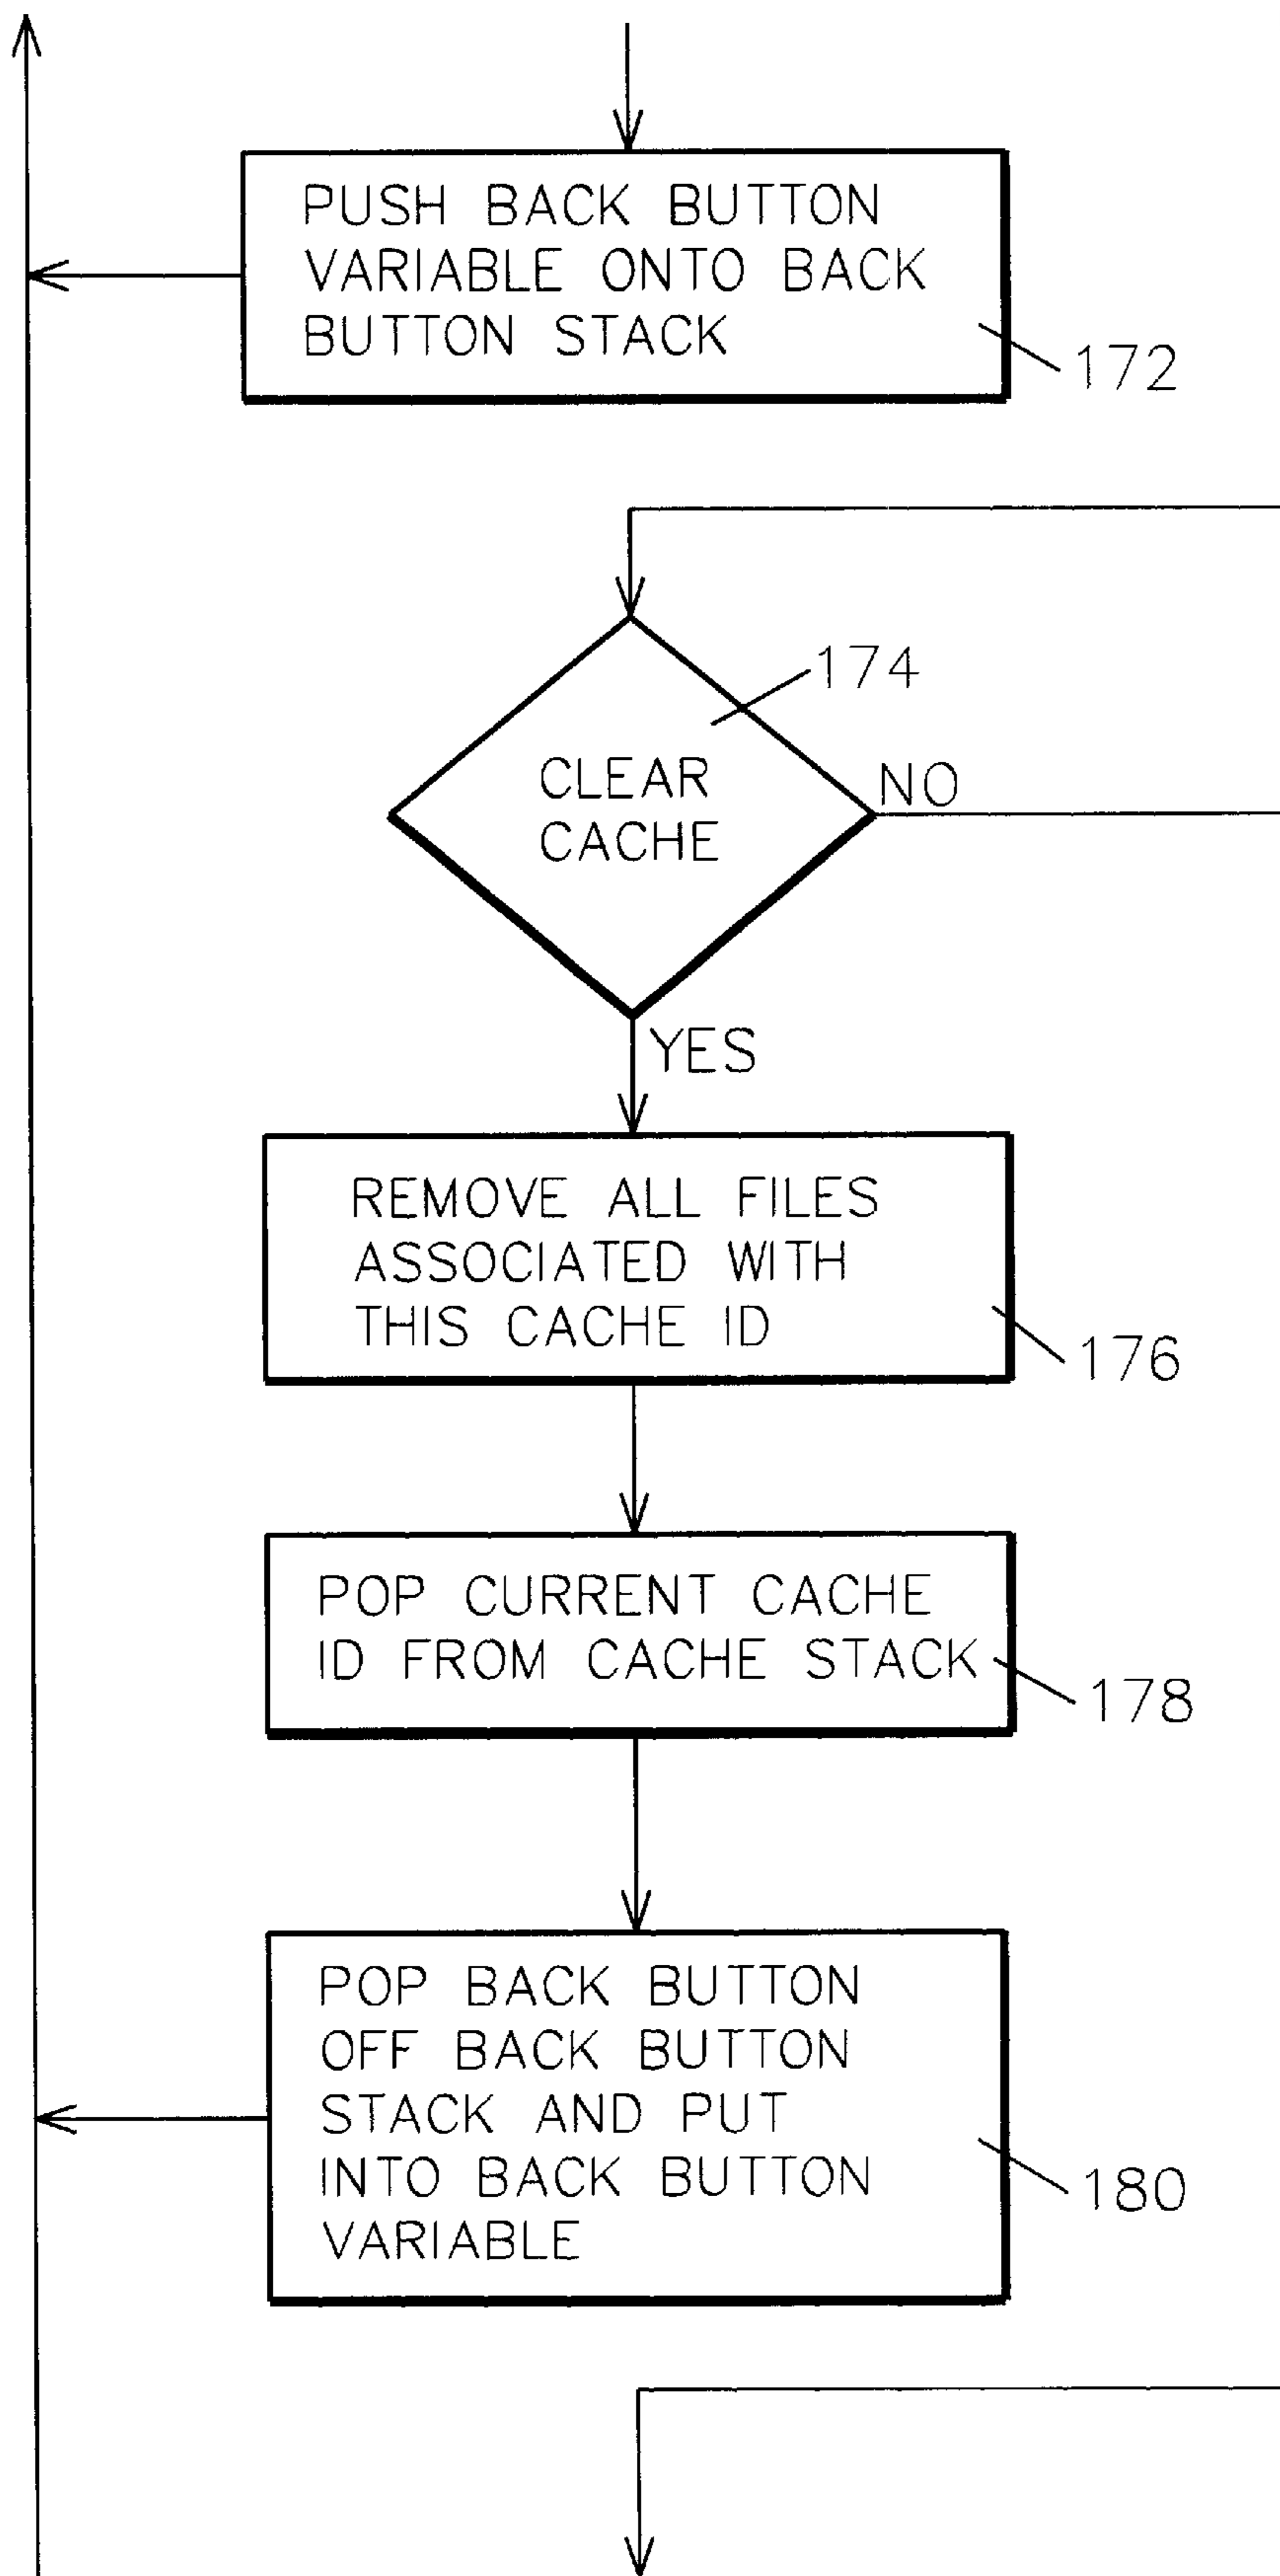 PUSH BACK BUTTON
VARIABLE ONTO BACK
BUTTON STACK
172
174
CLEAR
CACHE
NO
YES
REMOVE ALL FILES
ASSOCIATED WITH
THIS CACHE ID
176
POP CURRENT CACHE
ID FROM CACHE STACK
178
POP BACK BUTTON
OFF BACK BUTTON
STACK AND PUT
INTO BACK BUTTON
VARIABLE
180